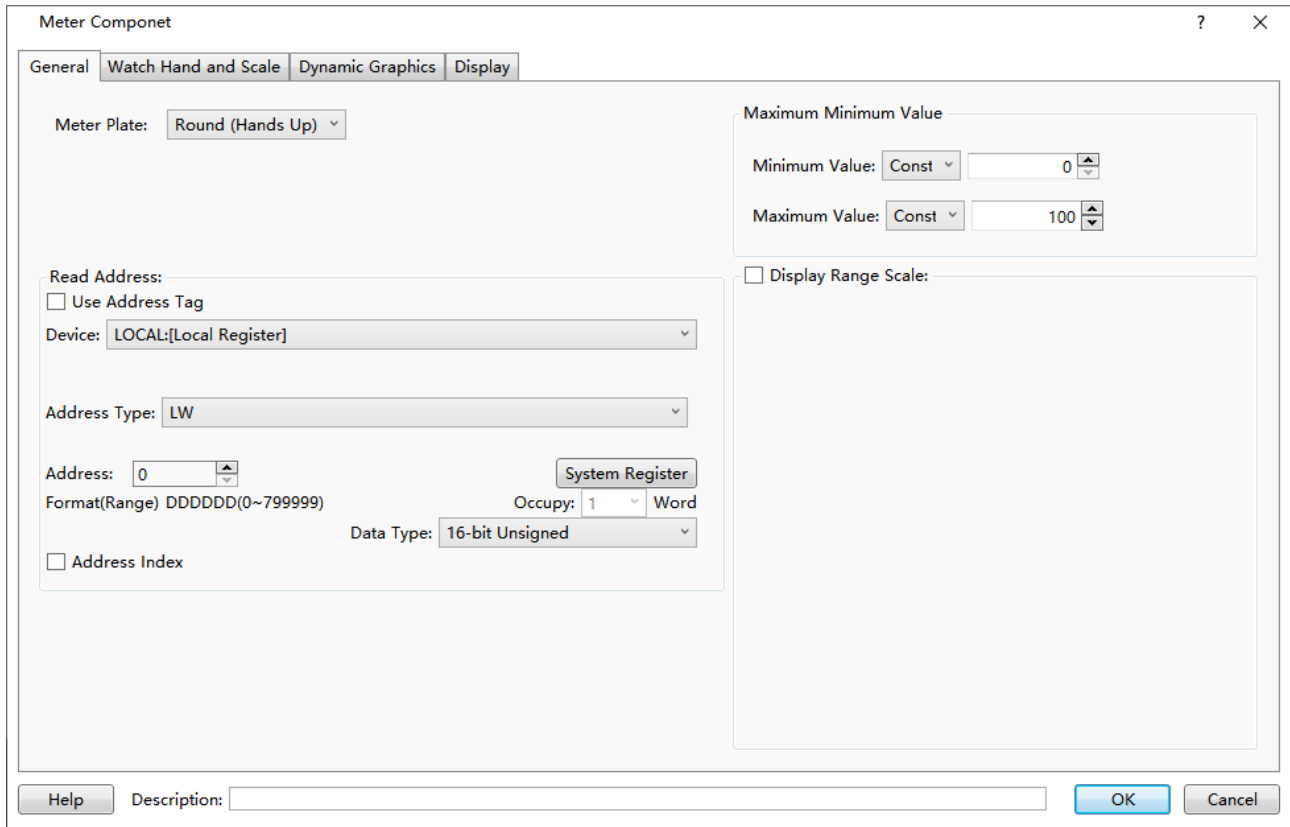 Meter Componet ?
General Watch Hand and Scale Dynamic Graphics Display
Meter Plate: Round (Hands Up)
Maximum Minimum Value
Minimum Value: Const 0
Maximum Value: Const 100
Read Address:
Use Address Tag
Device: LOCAL:[Local Register]
Address Type: LW
Address: 0 System Register
Format(Range) DDDDDD(0~799999) Occupy: 1 Word
Data Type: 16-bit Unsigned
Address Index
Display Range Scale:
Help Description: OK Cancel